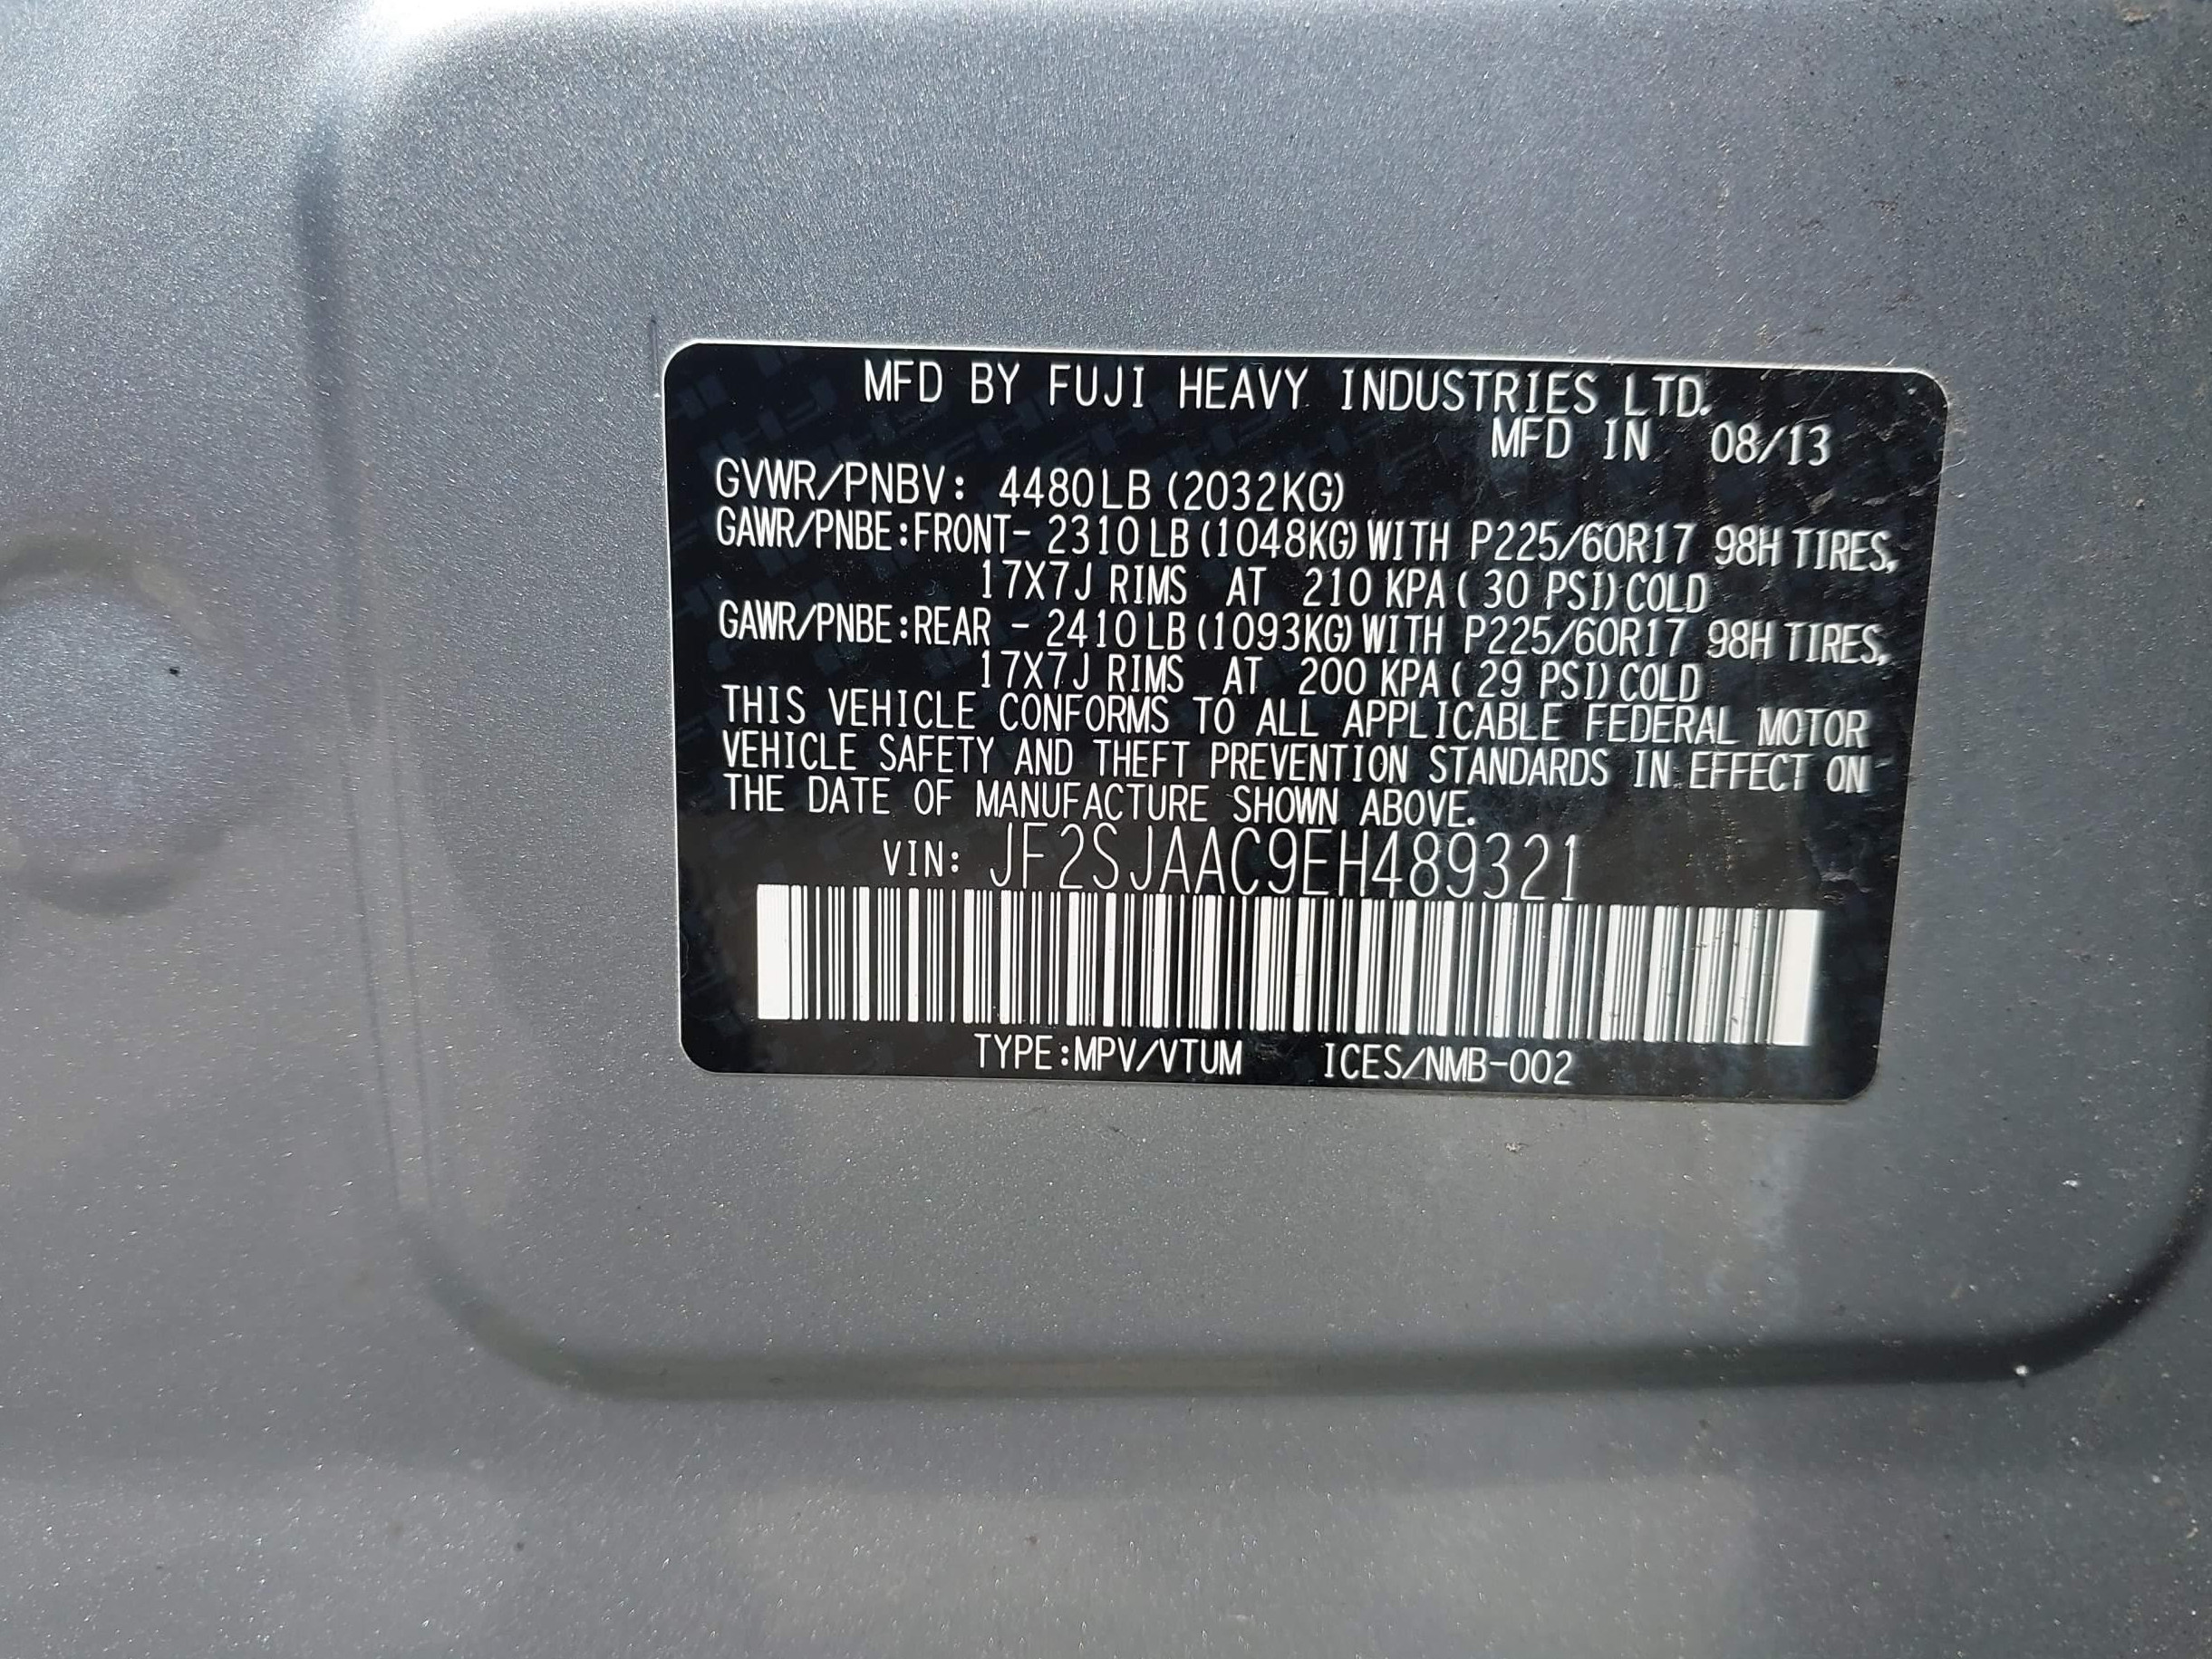 MFD BY FUJI HEAVY INDUSTRIES LTD.
MFD IN 08/13
GVWR/PNBV: 4480LB (2032KG)
GAWR/PNBE:FRONT- 2310LB(1048KG)WITH P225/60R17 98H TIRES,
17X7J RIMS AT 210 KPA( 30 PSI)COLD
GAWR/PNBE:REAR - 2410LB(1093KG)WITH P225/60R17 98H TIRES,
17X7J RIMS AT 200 KPA( 29 PSI)COLD
THIS VEHICLE CONFORMS TO ALL APPLICABLE FEDERAL MOTOR
VEHICLE SAFETY AND THEFT PREVENTION STANDARDS IN EFFECT ON
THE DATE OF MANUFACTURE SHOWN ABOVE.
VIN: JF2SJAAC9EH489321
TYPE:MPV/VTUM ICES/NMB-002